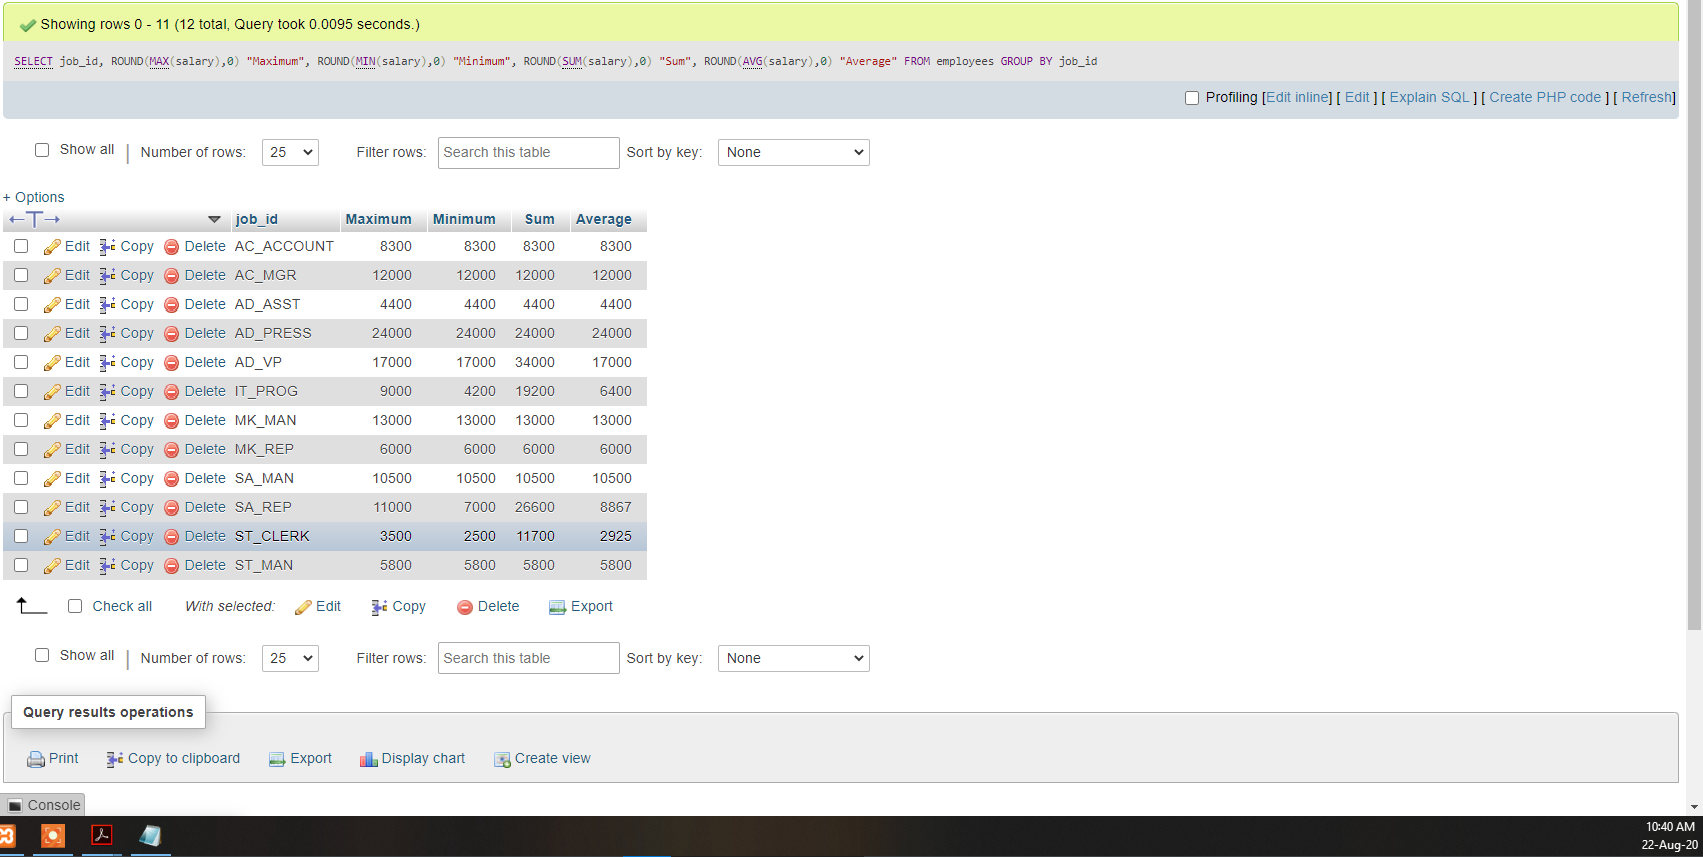 Showing rows 0 - 11 (12 total, Query took 0.0095 seconds.)
SELECT job_id, ROUND(MAX(salary),0) "Maximum", ROUND(MIN(salary),0) "Minimum", ROUND(SUM(salary),0) "Sum", ROUND(AVG(salary),0) "Average" FROM employees GROUP BY job_id
Profiling [Edit inline] [ Edit ] [ Explain SQL ] [ Create PHP code ] [ Refresh]
Show all | Number of rows: 25 Filter rows: Search this table Sort by key: None
+ Options
←T→ job_id Maximum Minimum Sum Average
Edit Copy Delete AC_ACCOUNT 8300 8300 8300 8300
Edit Copy Delete AC_MGR 12000 12000 12000 12000
Edit Copy Delete AD_ASST 4400 4400 4400 4400
Edit Copy Delete AD_PRESS 24000 24000 24000 24000
Edit Copy Delete AD_VP 17000 17000 34000 17000
Edit Copy Delete IT_PROG 9000 4200 19200 6400
Edit Copy Delete MK_MAN 13000 13000 13000 13000
Edit Copy Delete MK_REP 6000 6000 6000 6000
Edit Copy Delete SA_MAN 10500 10500 10500 10500
Edit Copy Delete SA_REP 11000 7000 26600 8867
Edit Copy Delete ST_CLERK 3500 2500 11700 2925
Edit Copy Delete ST_MAN 5800 5800 5800 5800
Check all With selected: Edit Copy Delete Export
Show all | Number of rows: 25 Filter rows: Search this table Sort by key: None
Query results operations
Print Copy to clipboard Export Display chart Create view
Console
10:40 AM
22-Aug-20